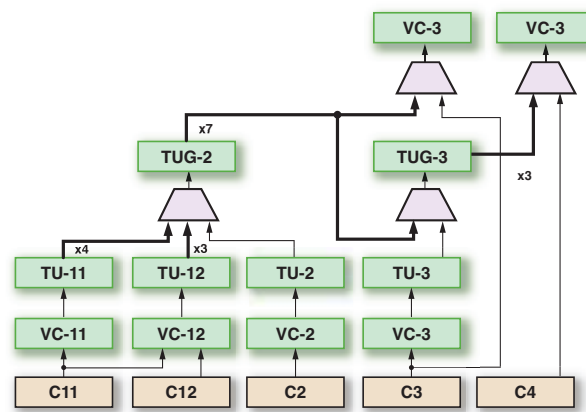 VC-3 VC-3
x7
TUG-2 TUG-3
x3
x4 x3
TU-11 TU-12 TU-2 TU-3
VC-11 VC-12 VC-2 VC-3
C11 C12 C2 C3 C4